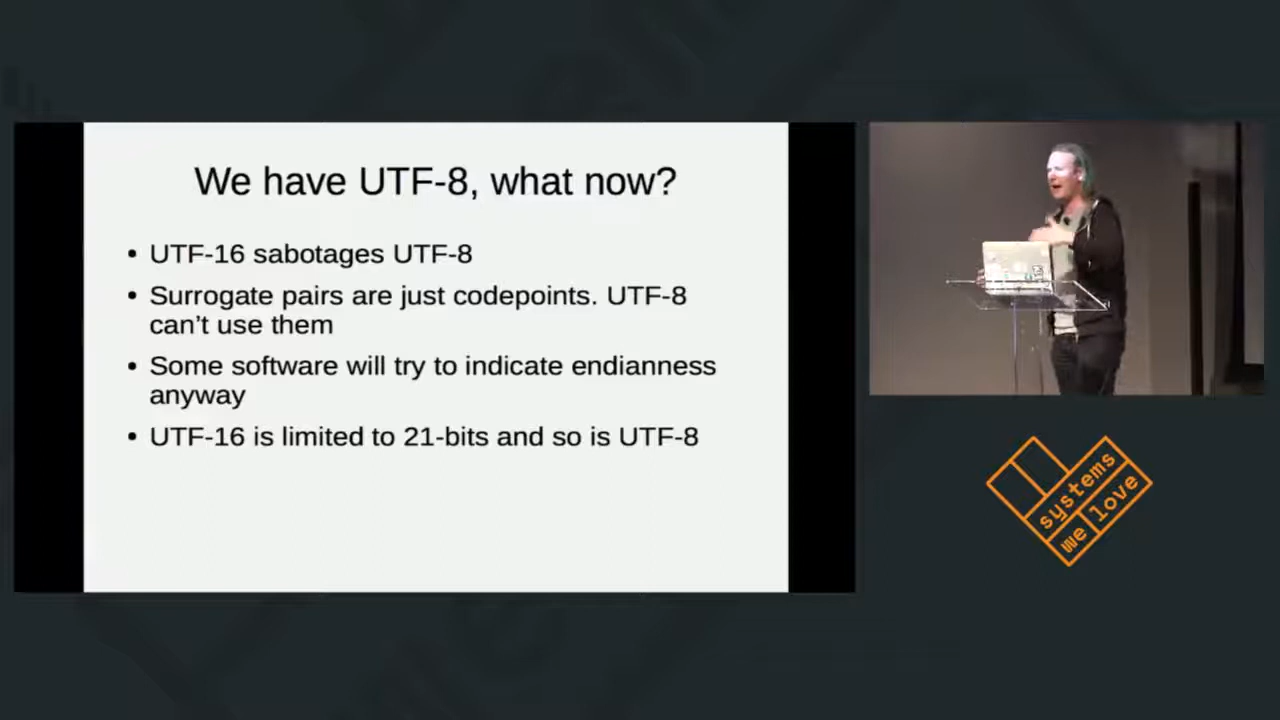 We have UTF-8, what now?
• UTF-16 sabotages UTF-8
• Surrogate pairs are just codepoints. UTF-8
can’t use them
• Some software will try to indicate endianness
anyway
• UTF-16 is limited to 21-bits and so is UTF-8
systems
we love